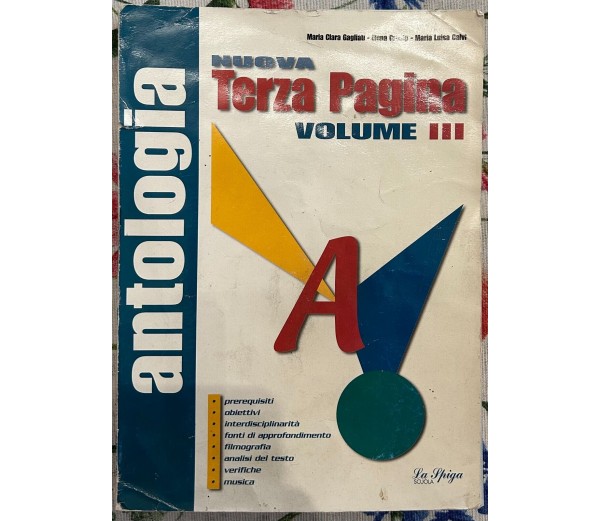 Maria Clara Gagliati - - Maria Luisa Calvi
NUOVA
Terza Pagina
VOLUME III
antologia
A
prerequisiti
obiettivi
interdisciplinarità
fonti di approfondimento
filmografia
analisi del testo
verifiche
musica
La Spiga
SCUOLA